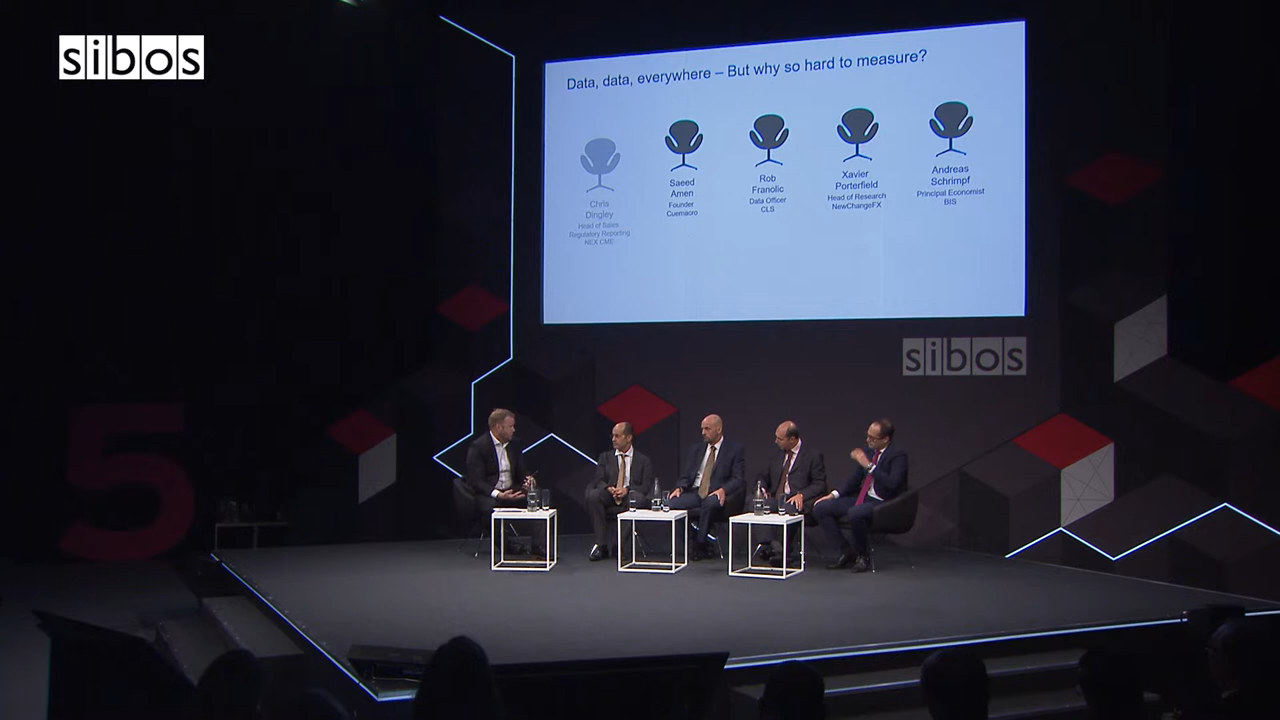 sibos
Data, data, everywhere – But why so hard to measure?
Chris
Dingley
Head of Sales
Regulatory Reporting
NEX CME
Saeed
Amen
Founder
Cuemacro
Rob
Franolic
Data Officer
CLS
Xavier
Porterfield
Head of Research
NewChangeFX
Andreas
Schrimpf
Principal Economist
BIS
sibos
5